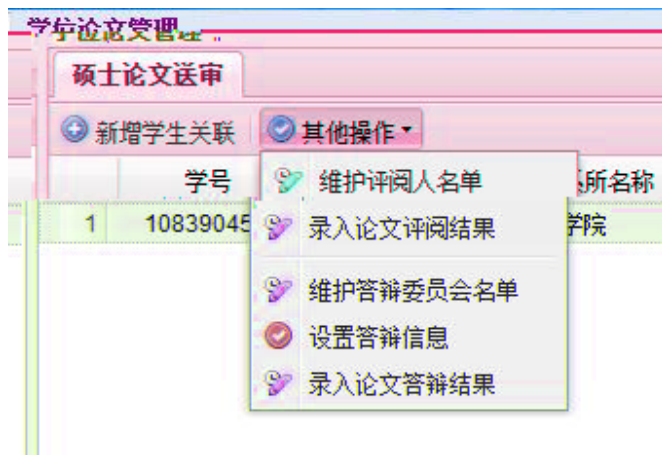 学位论文管理
硕士论文送审
新增学生关联 其他操作
学号 所名称
维护评阅人名单
1 10839045 学院
录入论文评阅结果
维护答辩委员会名单
设置答辩信息
录入论文答辩结果